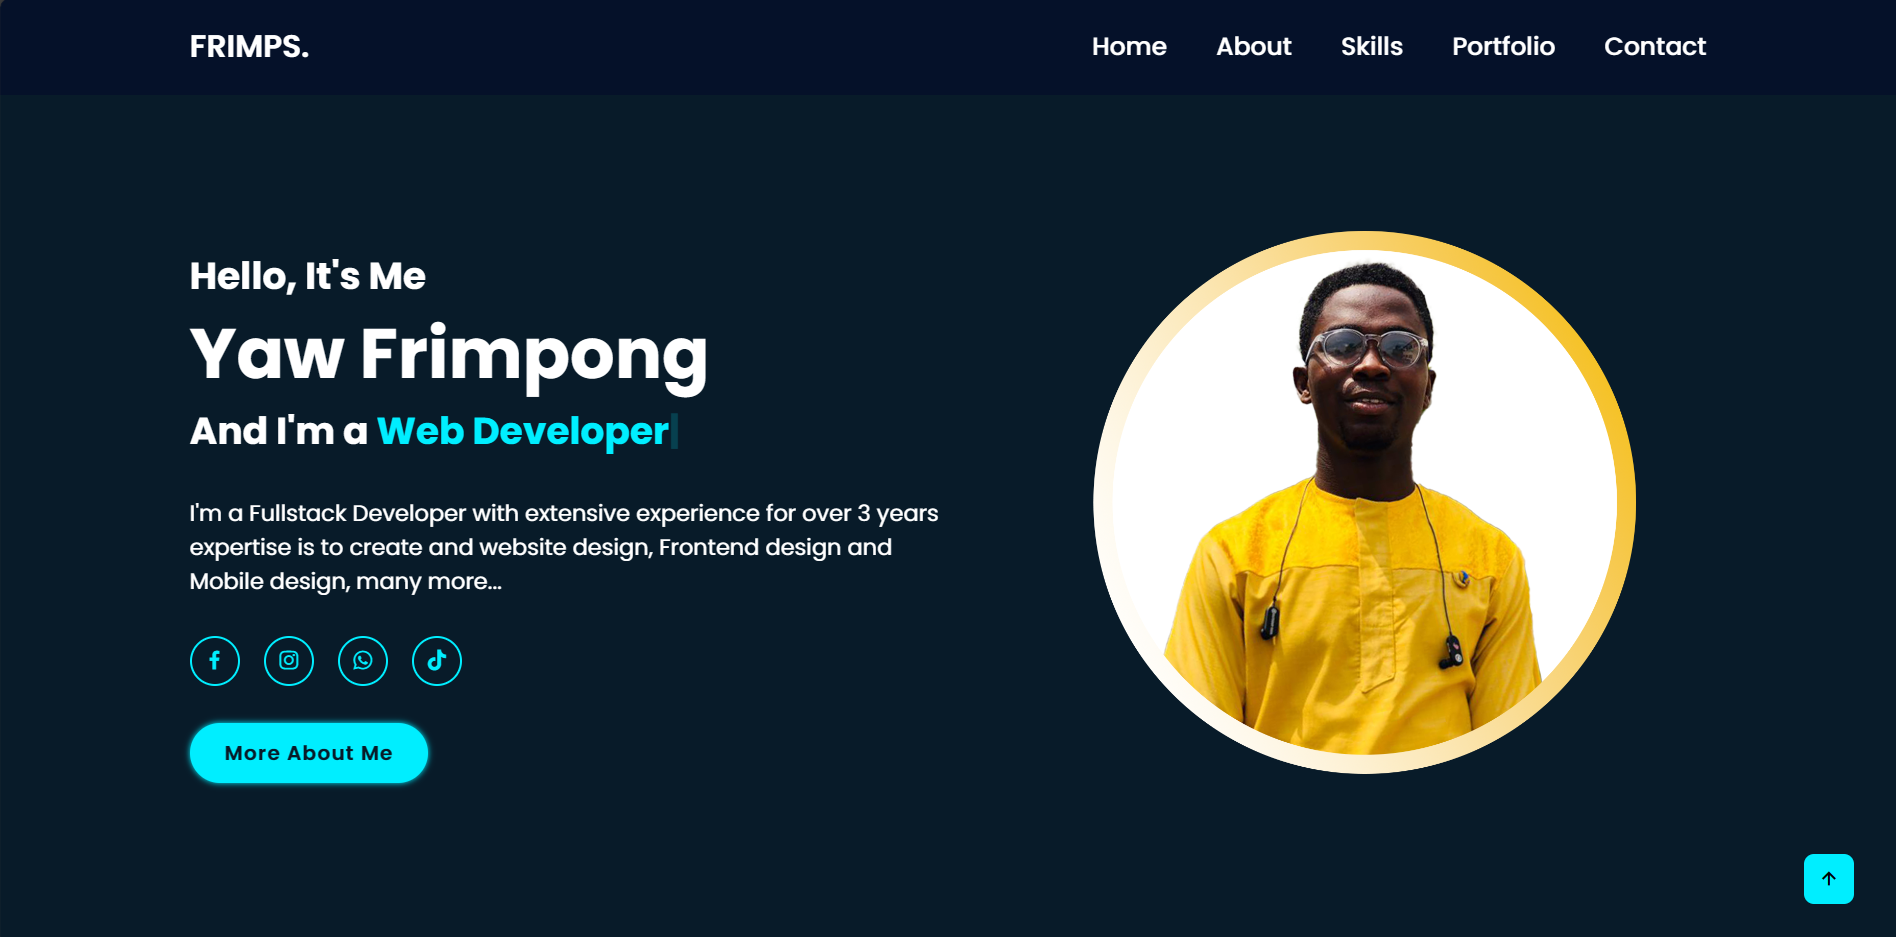 FRIMPS.
Home About Skills Portfolio Contact
Hello, It's Me
Yaw Frimpong
And I'm a Web Developer
I'm a Fullstack Developer with extensive experience for over 3 years
expertise is to create and website design, Frontend design and
Mobile design, many more...
More About Me